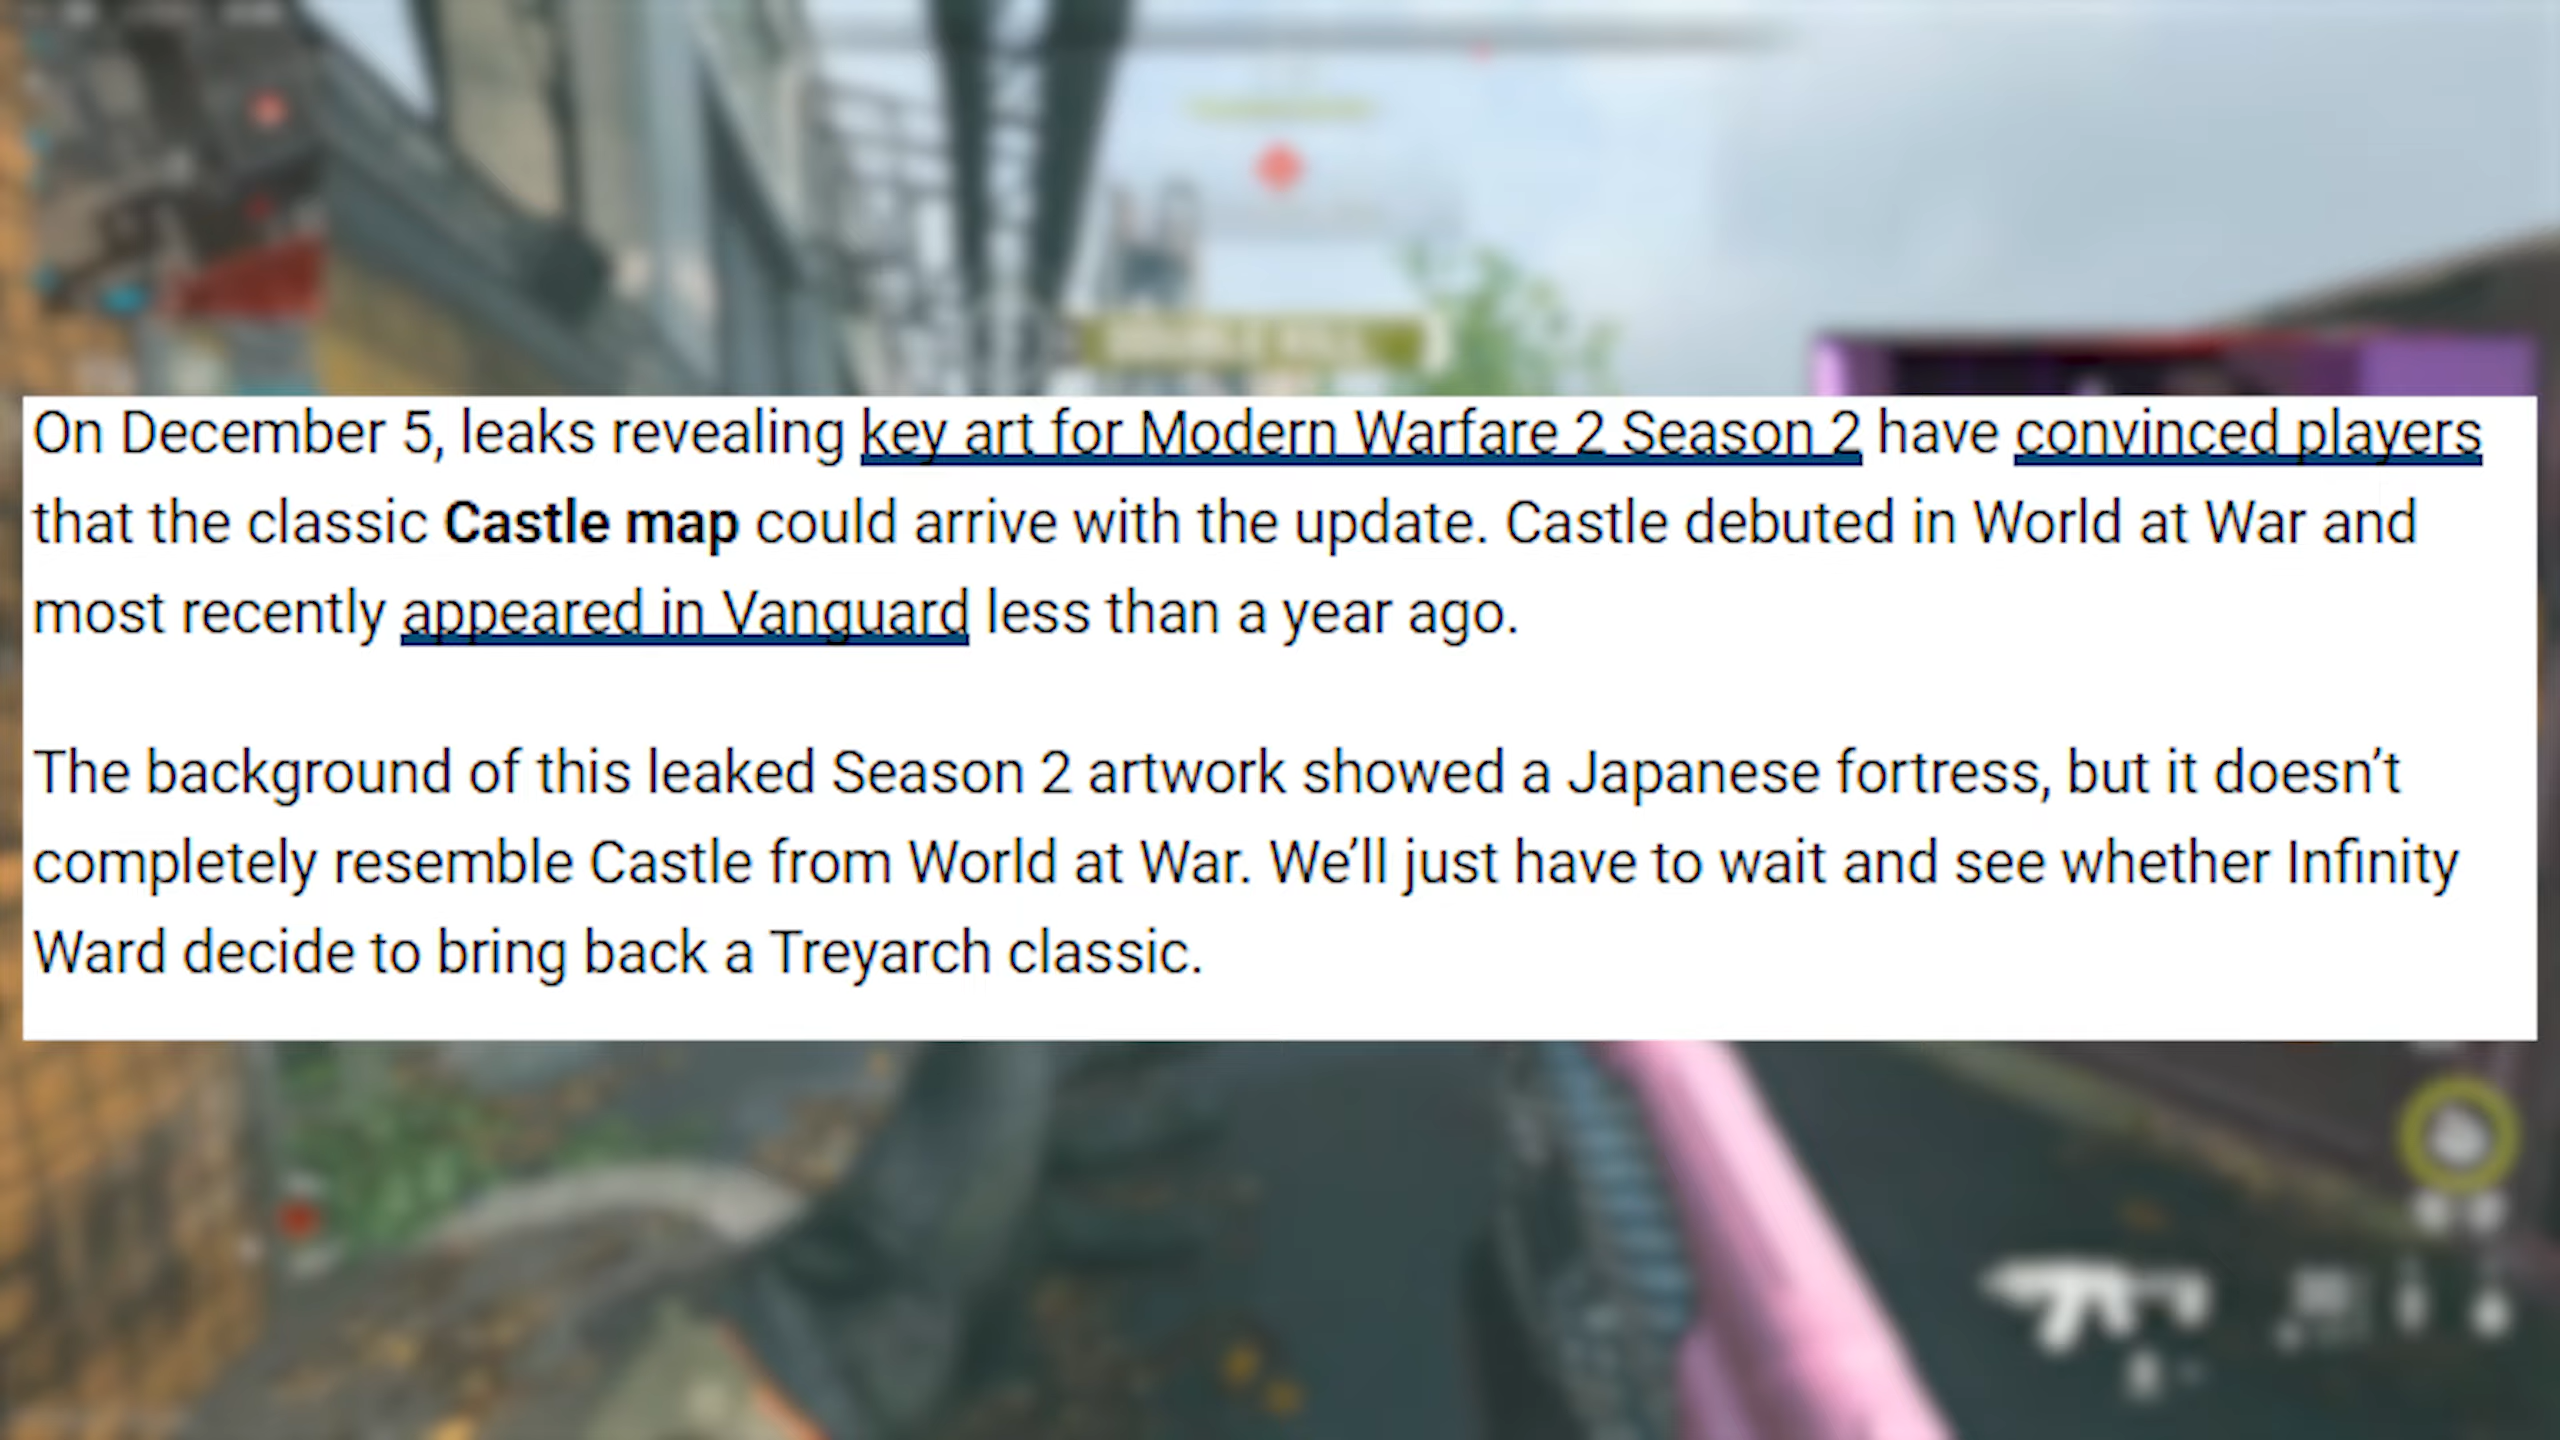 On December 5, leaks revealing key art for Modern Warfare 2 Season 2 have convinced players
that the classic Castle map could arrive with the update. Castle debuted in World at War and
most recently appeared in Vanguard less than a year ago.
The background of this leaked Season 2 artwork showed a Japanese fortress, but it doesn’t
completely resemble Castle from World at War. We’ll just have to wait and see whether Infinity
Ward decide to bring back a Treyarch classic.